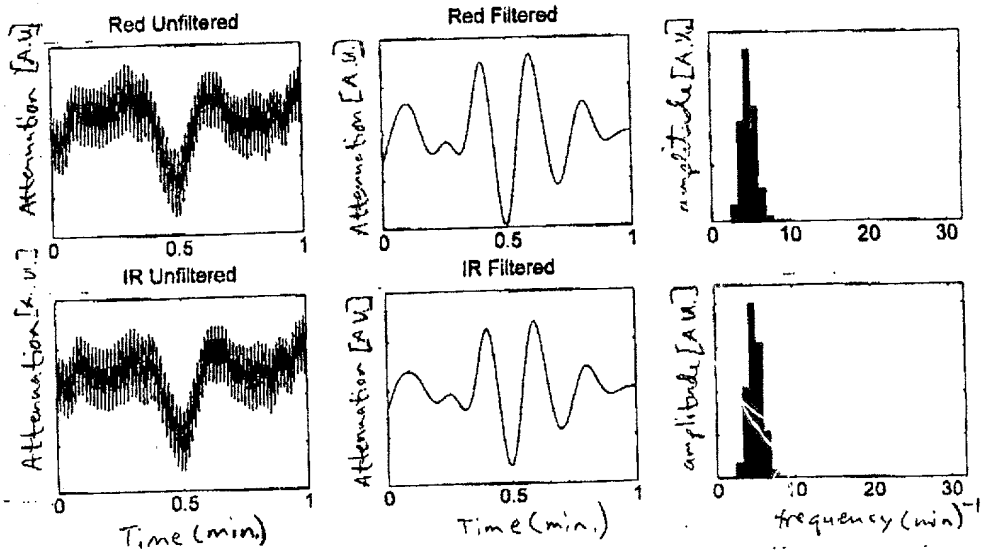 Red Unfiltered
Attenuation [A.U.]
0 0.5 1
Red Filtered
Attenuation [A.U.]
0 0.5 1
amplitude [A.U.]
0 10 20 30
IR Unfiltered
Attenuation [A.U.]
0 0.5 1
Time (min.)
IR Filtered
Attenuation [A.U.]
0 0.5 1
Time (min.)
amplitude [A.U.]
0 10 20 30
frequency (min)⁻¹